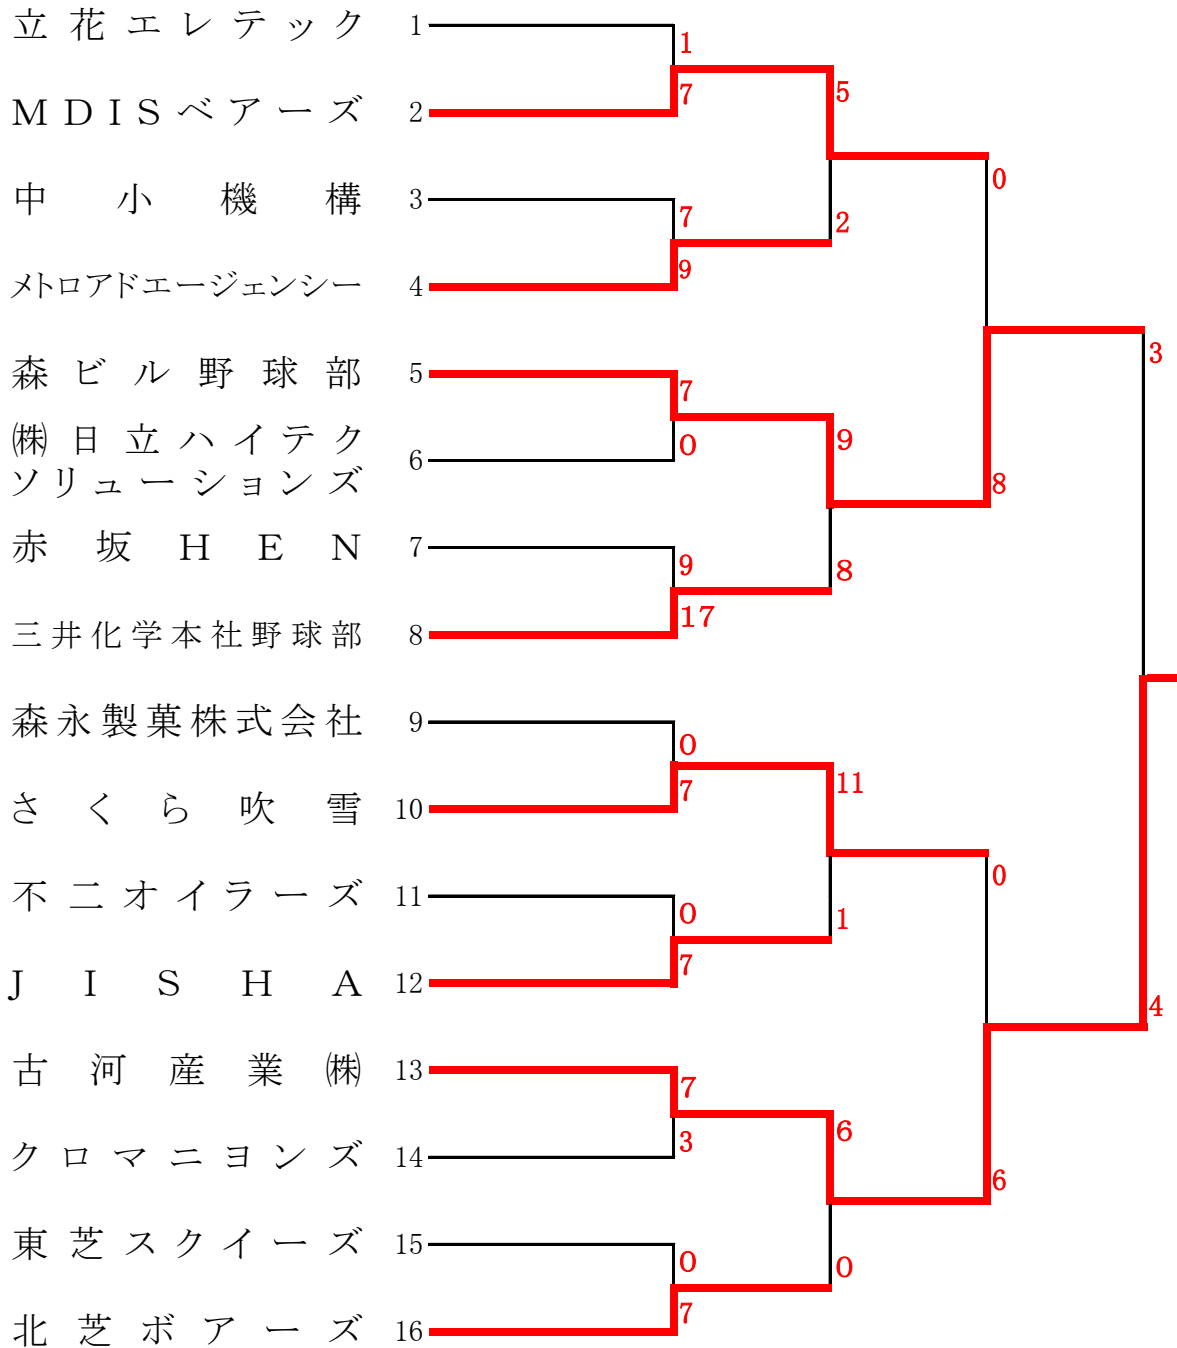 立花エレテック 1
1
7
5
MDISベアーズ 2
0
中小機構 3
7
9
2
メトロアドエージェンシー 4
3
森ビル野球部 5
7
0
9
㈱日立ハイテク
ソリューションズ 6
8
赤坂HEN 7
9
17
8
三井化学本社野球部 8
森永製菓株式会社 9
0
7
11
さくら吹雪 10
0
不二オイラーズ 11
0
7
1
JISHA 12
4
古河産業㈱ 13
7
3
6
クロマニヨンズ 14
6
東芝スクイーズ 15
0
7
0
北芝ボアーズ 16